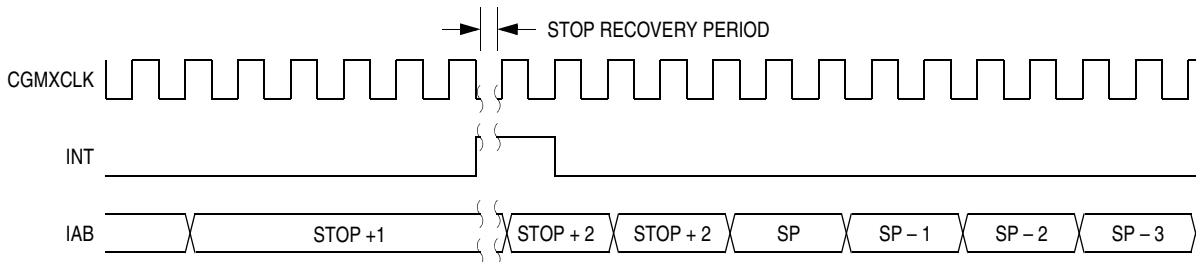 STOP RECOVERY PERIOD
CGMXCLK
INT
IAB
STOP +1
STOP + 2
STOP + 2
SP
SP – 1
SP – 2
SP – 3